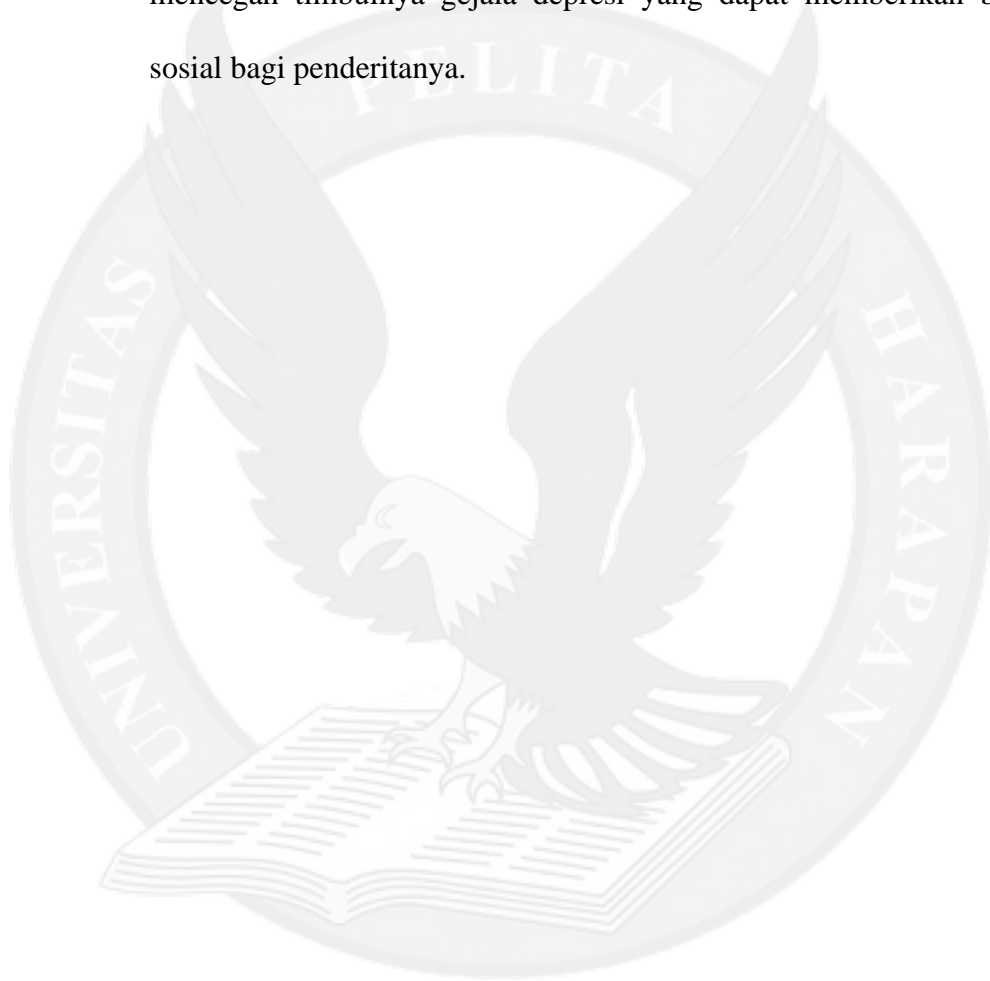 mencegah timbulnya gejala depresi yang dapat memberikan
sosial bagi penderitanya.
UNIVERSITAS PELITA HARAPAN